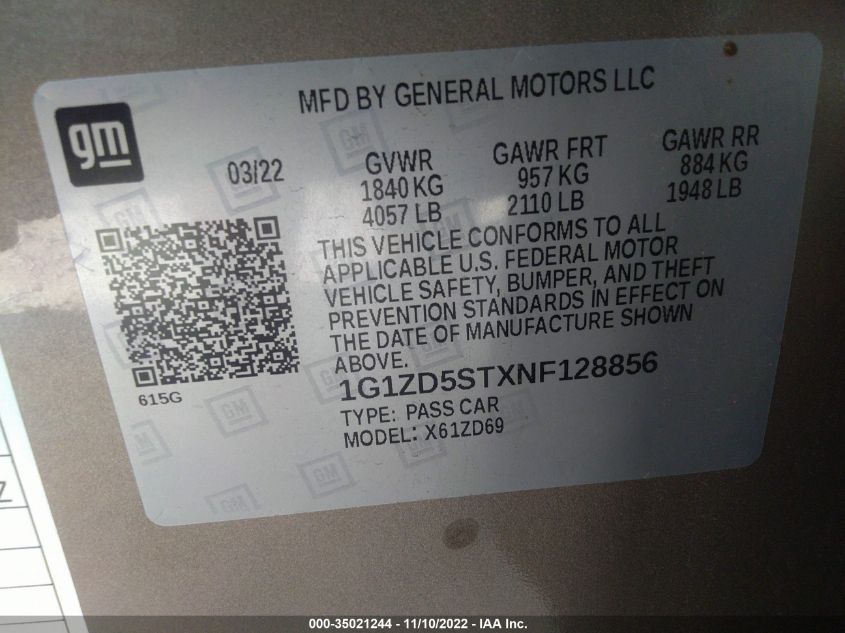 MFD BY GENERAL MOTORS LLC
gm
03/22
GVWR
1840 KG
4057 LB
GAWR FRT
957 KG
2110 LB
GAWR RR
884 KG
1948 LB
THIS VEHICLE CONFORMS TO ALL
APPLICABLE U.S. FEDERAL MOTOR
VEHICLE SAFETY, BUMPER, AND THEFT
PREVENTION STANDARDS IN EFFECT ON
THE DATE OF MANUFACTURE SHOWN
ABOVE.
615G
1G1ZD5STXNF128856
TYPE: PASS CAR
MODEL: X61ZD69
Z
000-35021244 - 11/10/2022 - IAA Inc.